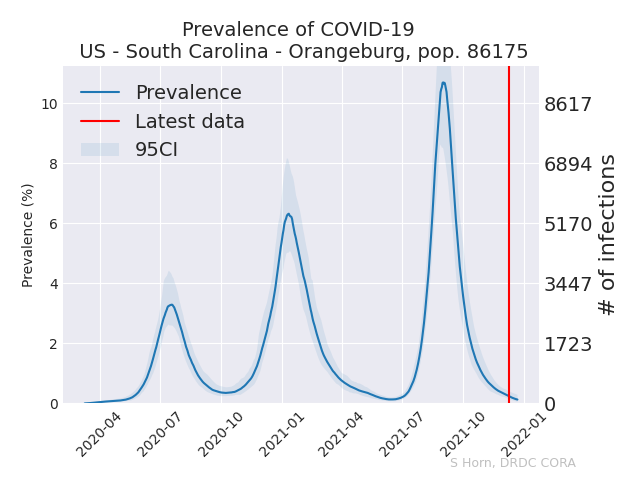 Prevalence of COVID-19
US - South Carolina - Orangeburg, pop. 86175
Prevalence
Latest data
95CI
Prevalence (%)
10
8
6
4
2
0
8617
6894
5170
3447
1723
0
# of infections
2020-04
2020-07
2020-10
2021-01
2021-04
2021-07
2021-10
2022-01
S Horn, DRDC CORA